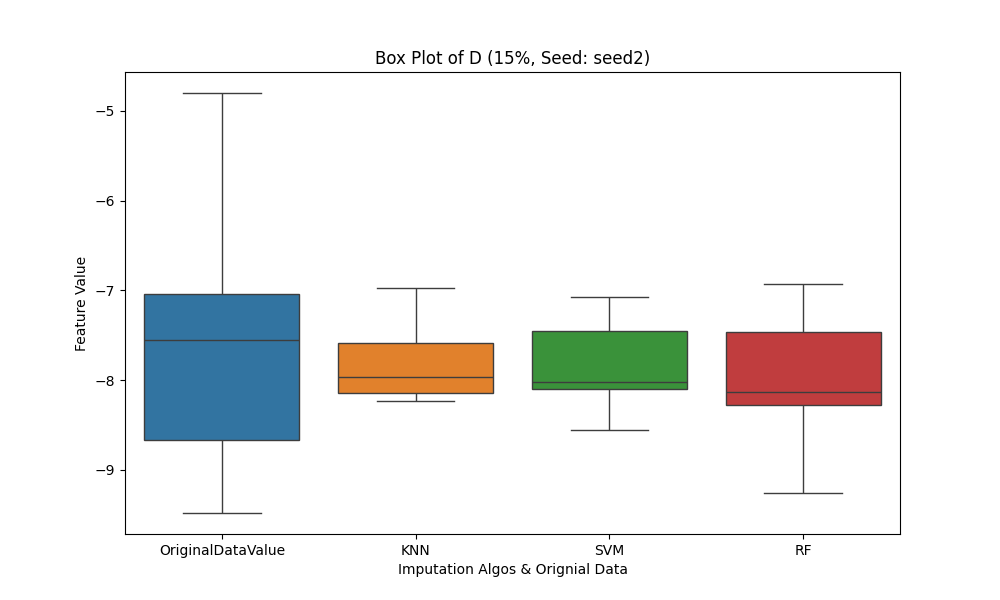 Box Plot of D (15%, Seed: seed2)
Feature Value
−5
−6
−7
−8
−9
OriginalDataValue
KNN
SVM
RF
Imputation Algos & Orignial Data